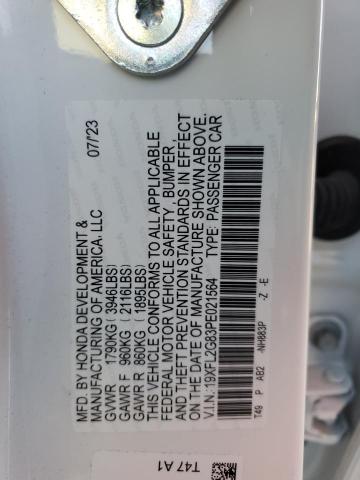 MFD. BY HONDA DEVELOPMENT & 07/'23
MANUFACTURING OF AMERICA, LLC
GVWR 1790KG ( 3946LBS)
GAWR F 960KG ( 2116LBS)
GAWR R 860KG ( 1896LBS)
THIS VEHICLE CONFORMS TO ALL APPLICABLE
FEDERAL MOTOR VEHICLE SAFETY, BUMPER,
AND THEFT PREVENTION STANDARDS IN EFFECT
ON THE DATE OF MANUFACTURE SHOWN ABOVE.
V.I.N.:19XFL2G83PE021564 TYPE: PASSENGER CAR
T49 P AB2 -NH883P -Z -E
T47A1